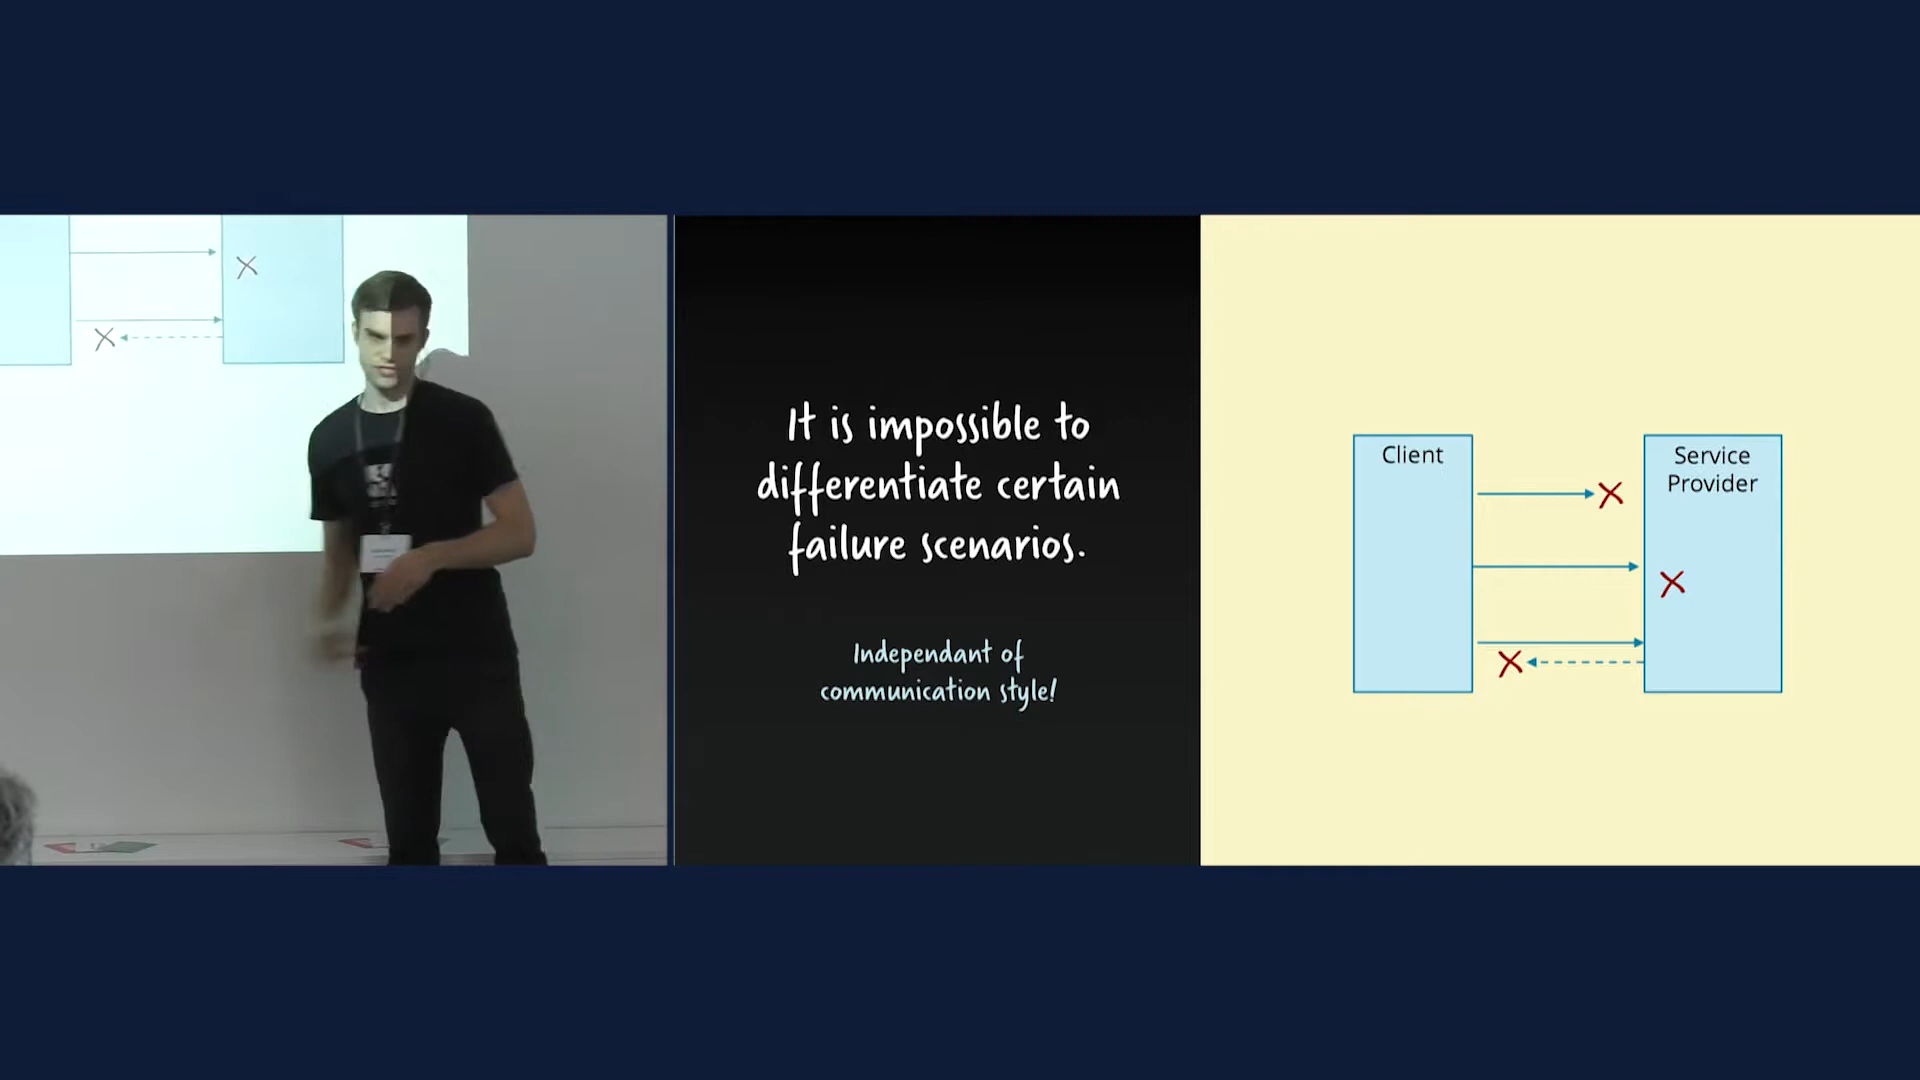 It is impossible to
differentiate certain
failure scenarios.
Independant of
communication style!
Client
Service
Provider